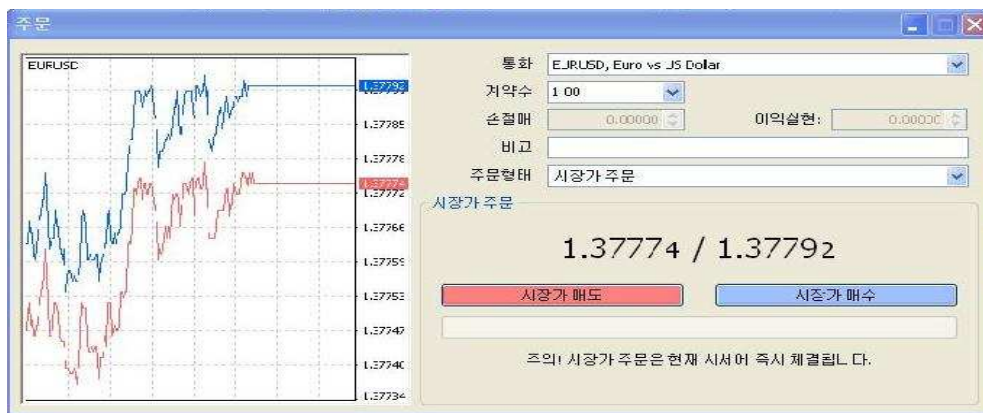 주문
EURUSD
1.37792
1.37785
1.37778
1.37774
1.37772
1.37766
1.37759
1.37753
1.37747
1.37740
1.37734
통화 EURUSD, Euro vs US Dollar
계약수 1.00
손절매 0.00000 이익실현: 0.00000
비고
주문형태 시장가 주문
시장가 주문
1.37774 / 1.37792
시장가 매도 시장가 매수
주의! 시장가 주문은 현재 시세에 즉시 체결됩니다.